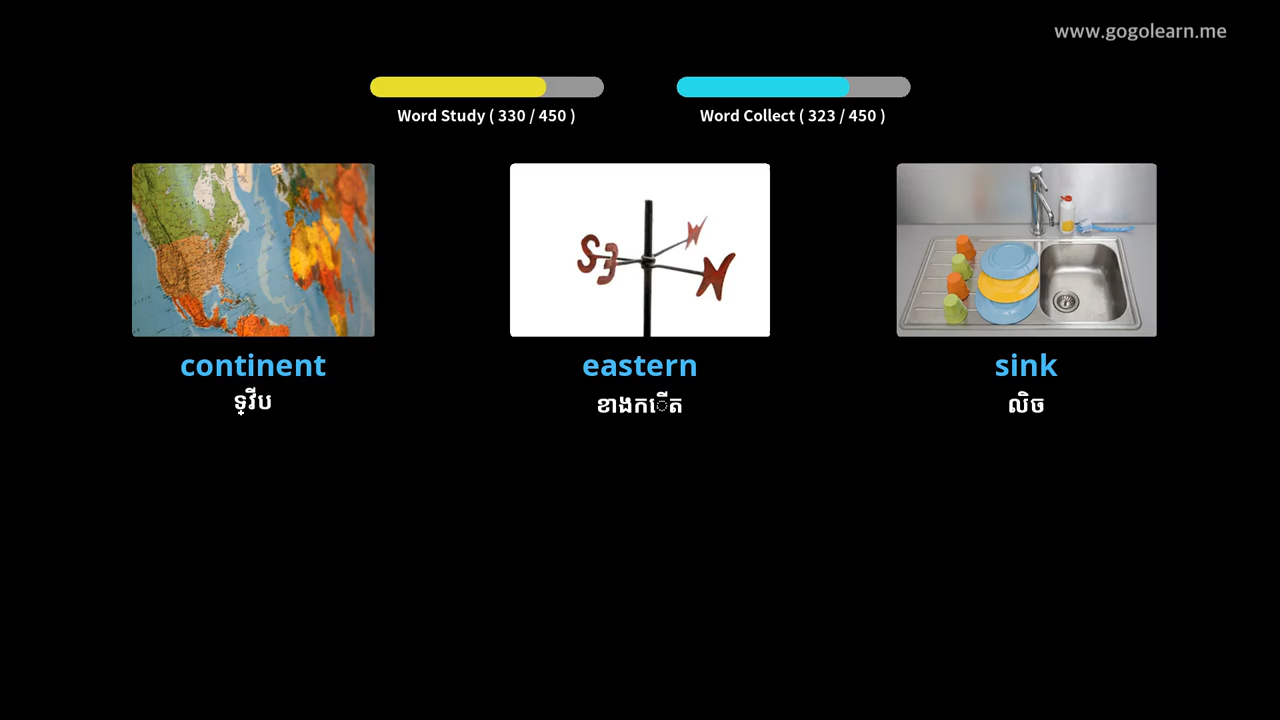 www.gogolearn.me
Word Study ( 330 / 450 )
Word Collect ( 323 / 450 )
S E N W
continent
eastern
sink
ទ្វីប
ខាងកើត
លិច